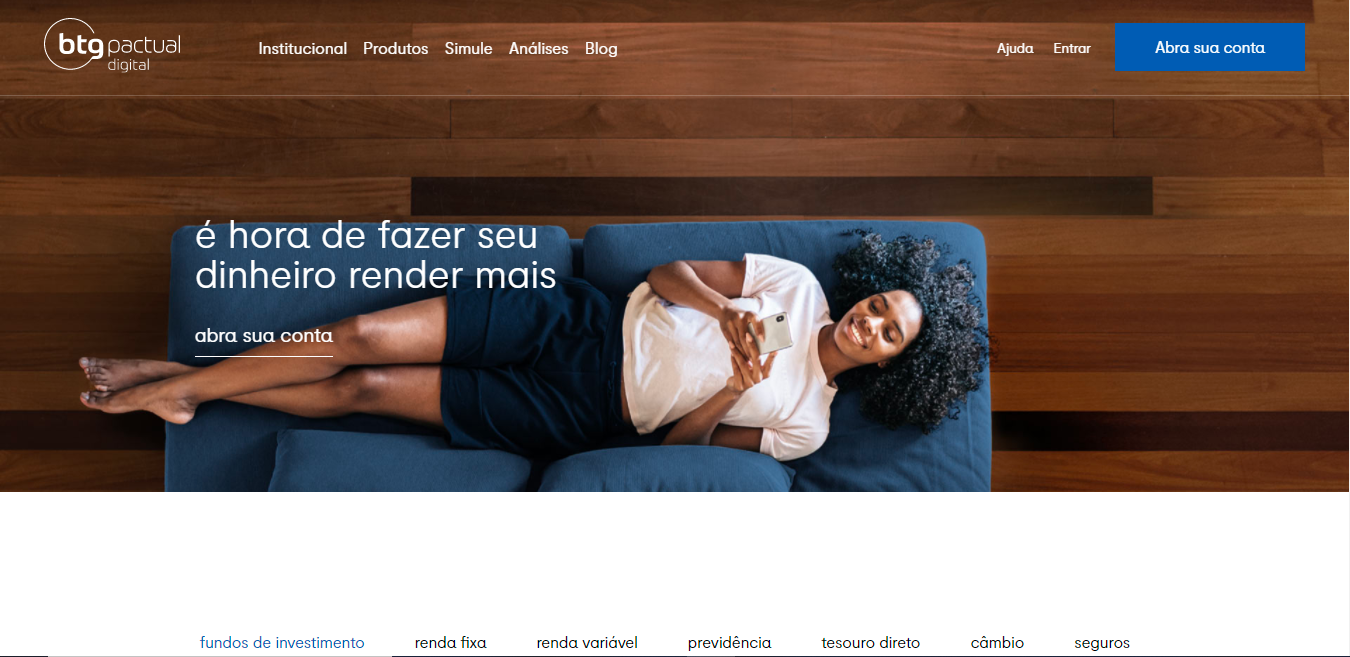 btg pactual
digital
Institucional Produtos Simule Análises Blog
Ajuda Entrar Abra sua conta
é hora de fazer seu
dinheiro render mais
abra sua conta
fundos de investimento renda fixa renda variável previdência tesouro direto câmbio seguros